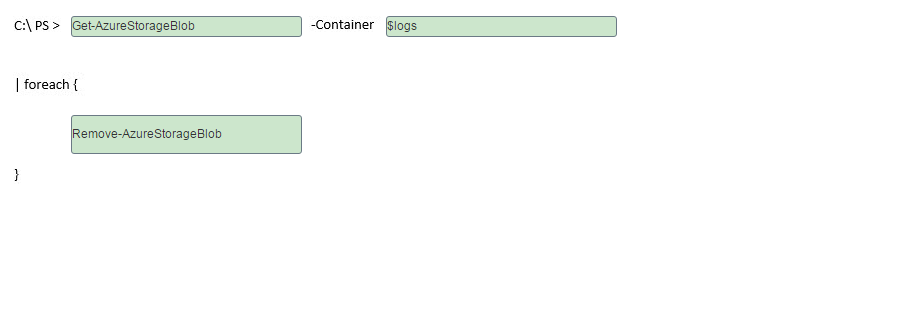 C:\ PS > Get-AzureStorageBlob -Container $logs
| foreach {
Remove-AzureStorageBlob
}